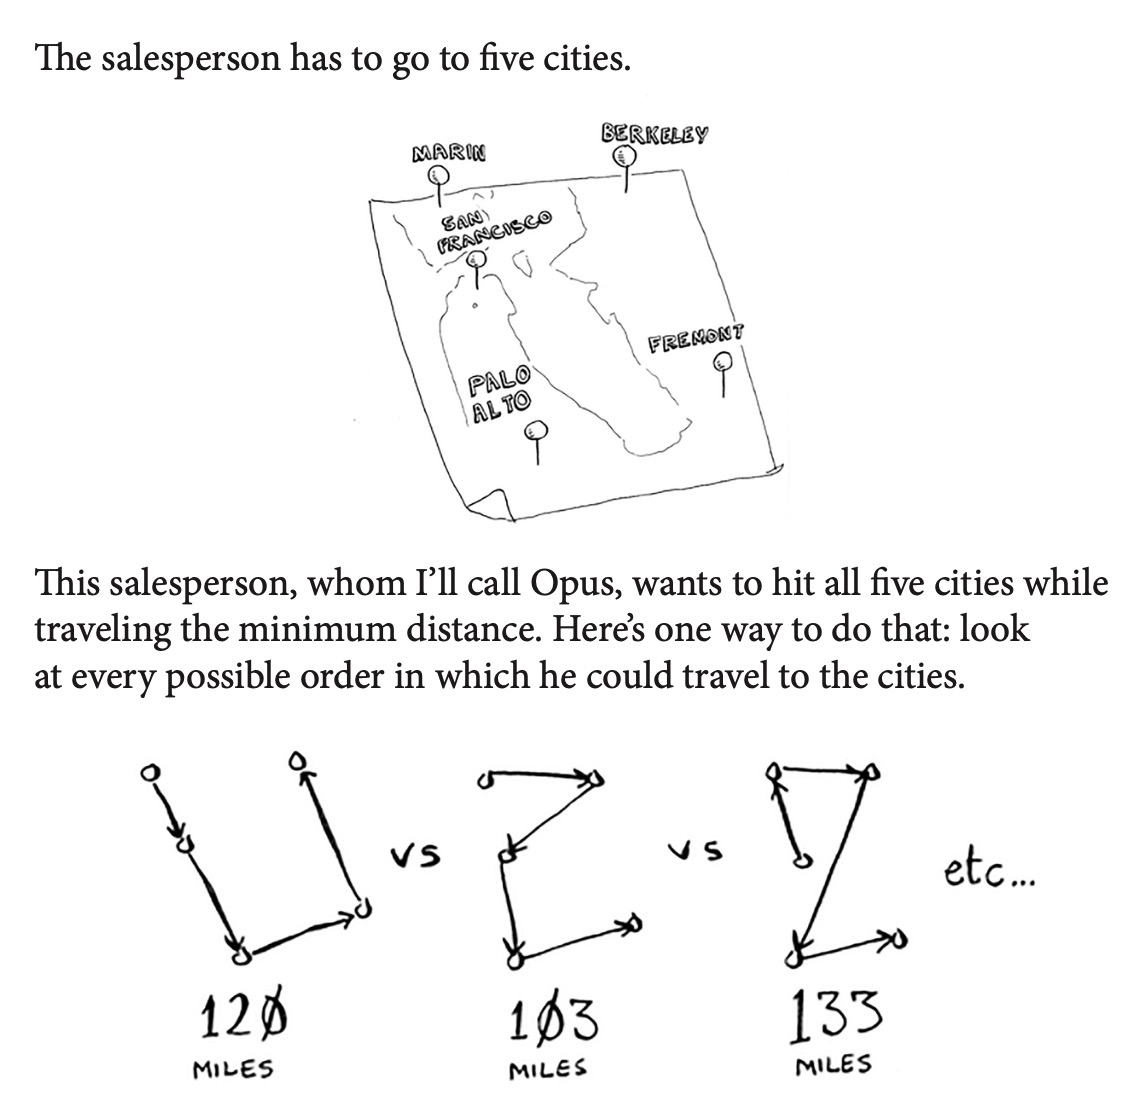 The salesperson has to go to five cities.
MARIN
BERKELEY
SAN
FRANCISCO
FREMONT
PALO
ALTO
This salesperson, whom I’ll call Opus, wants to hit all five cities while
traveling the minimum distance. Here’s one way to do that: look
at every possible order in which he could travel to the cities.
vs vs etc...
120 103 133
MILES MILES MILES